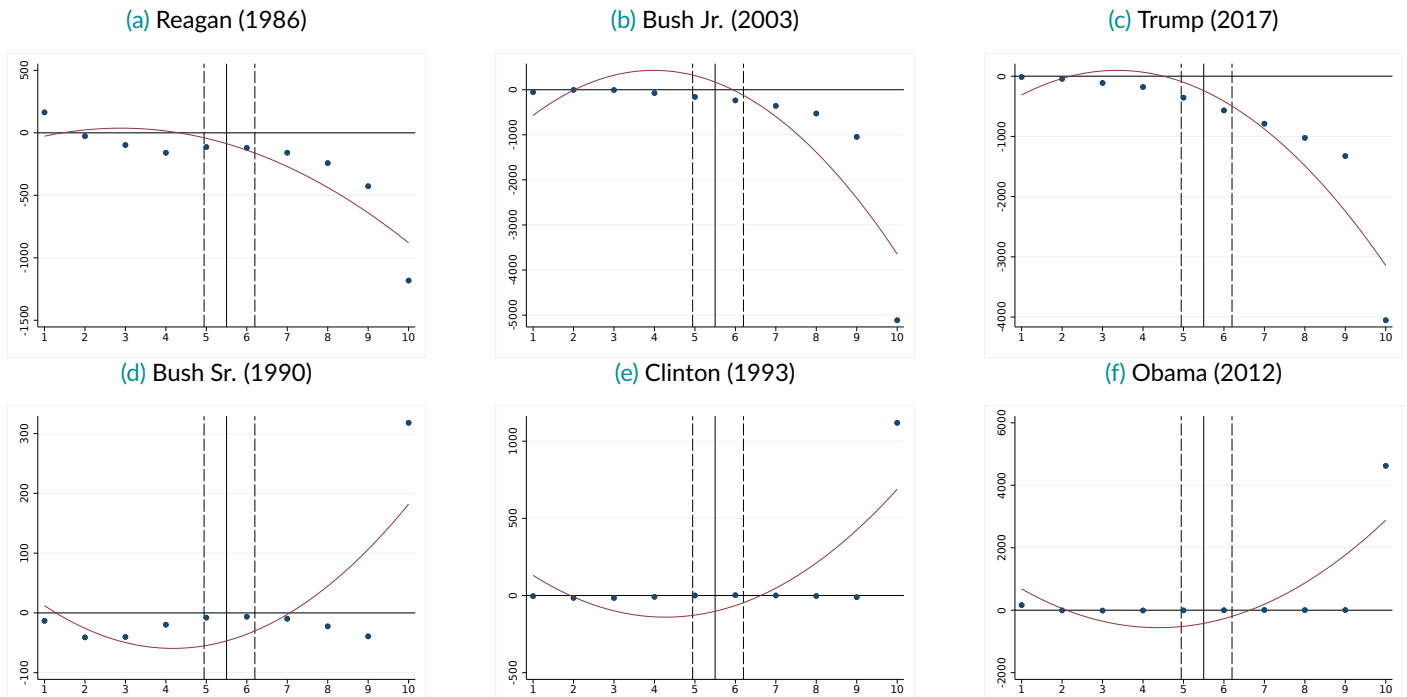 (a) Reagan (1986)
500
0
-500
-1000
-1500
1 2 3 4 5 6 7 8 9 10
(b) Bush Jr. (2003)
0
-1000
-2000
-3000
-4000
-5000
1 2 3 4 5 6 7 8 9 10
(c) Trump (2017)
0
-1000
-2000
-3000
-4000
1 2 3 4 5 6 7 8 9 10
(d) Bush Sr. (1990)
300
200
100
0
-100
1 2 3 4 5 6 7 8 9 10
(e) Clinton (1993)
1000
500
0
-500
1 2 3 4 5 6 7 8 9 10
(f) Obama (2012)
6000
4000
2000
0
-2000
1 2 3 4 5 6 7 8 9 10